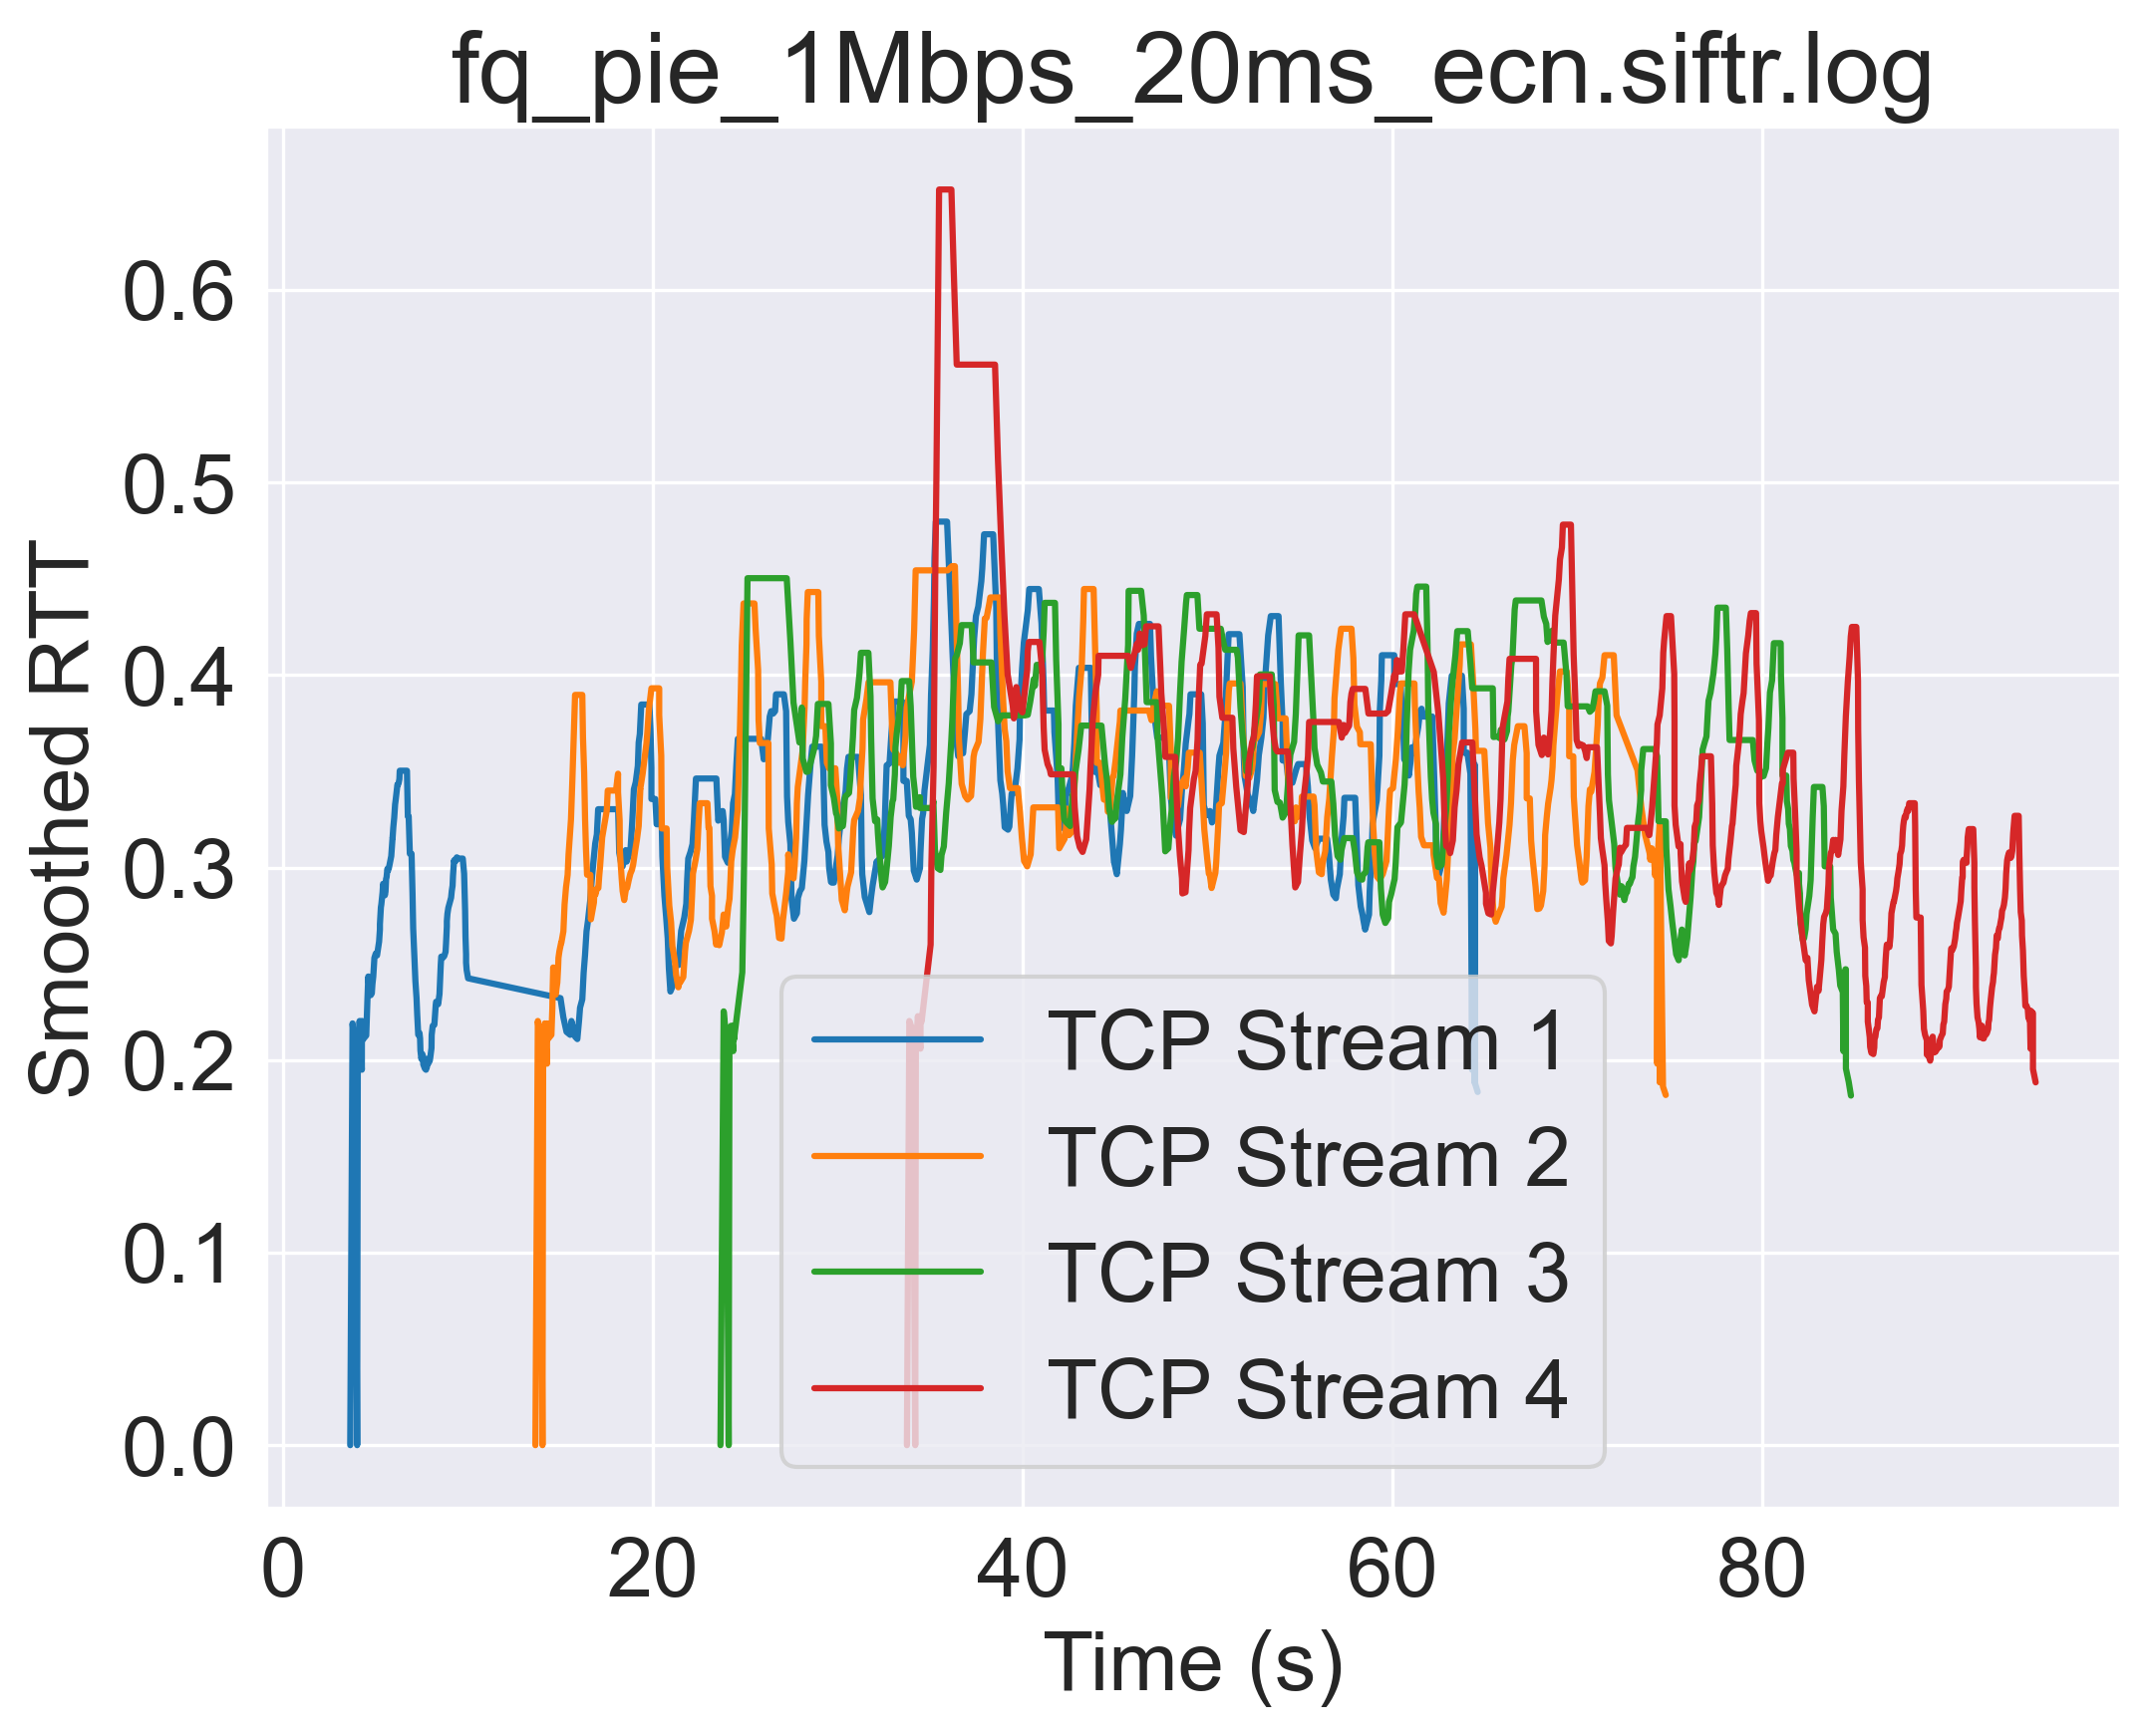 fq_pie_1Mbps_20ms_ecn.siftr.log
Smoothed RTT
0.6
0.5
0.4
0.3
0.2
0.1
0.0
TCP Stream 1
TCP Stream 2
TCP Stream 3
TCP Stream 4
0 20 40 60 80
Time (s)